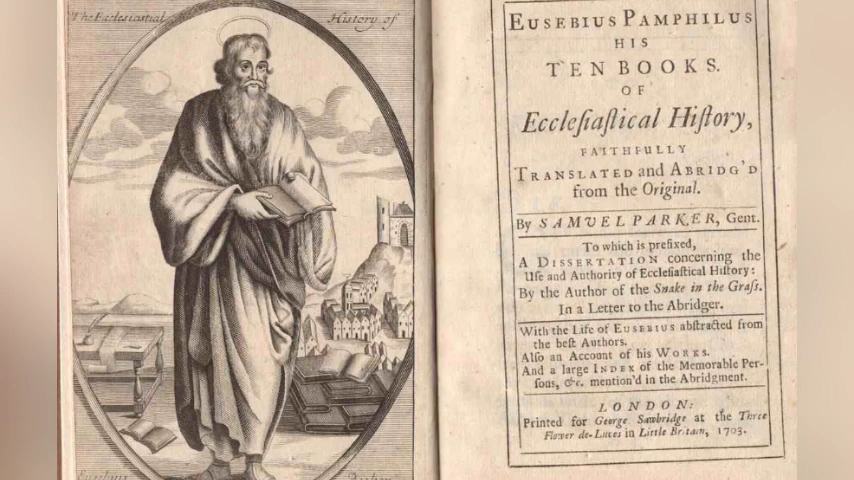 The Ecclesiastical History of
EUSEBIUS PAMPHILUS
HIS
TEN BOOKS.
OF
Eccleſiaſtical Hiſtory,
FAITHFULLY
TRANSLATED and ABRIDG'D
from the Original.
By SAMUEL PARKER, Gent.
To which is prefixed,
A DISSERTATION concerning the
Uſe and Authority of Eccleſiaſtical Hiſtory:
By the Author of the Snake in the Graſs.
In a Letter to the Abridger.
With the Life of EUSEBIUS abſtracted from
the beſt Authors.
Alſo an Account of his WORKS.
And a large INDEX of the Memorable Per-
ſons, &c. mention'd in the Abridgment.
LONDON:
Printed for George Sawbridge at the Three
Flower de-Luces in Little Britain, 1703.